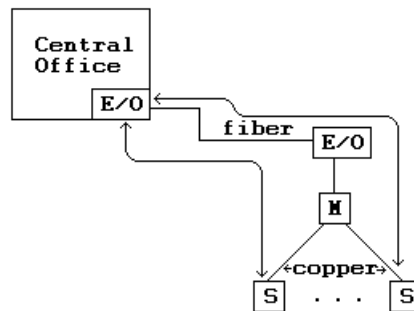 Central
Office
E/O
fiber
E/O
M
copper
S . . . S